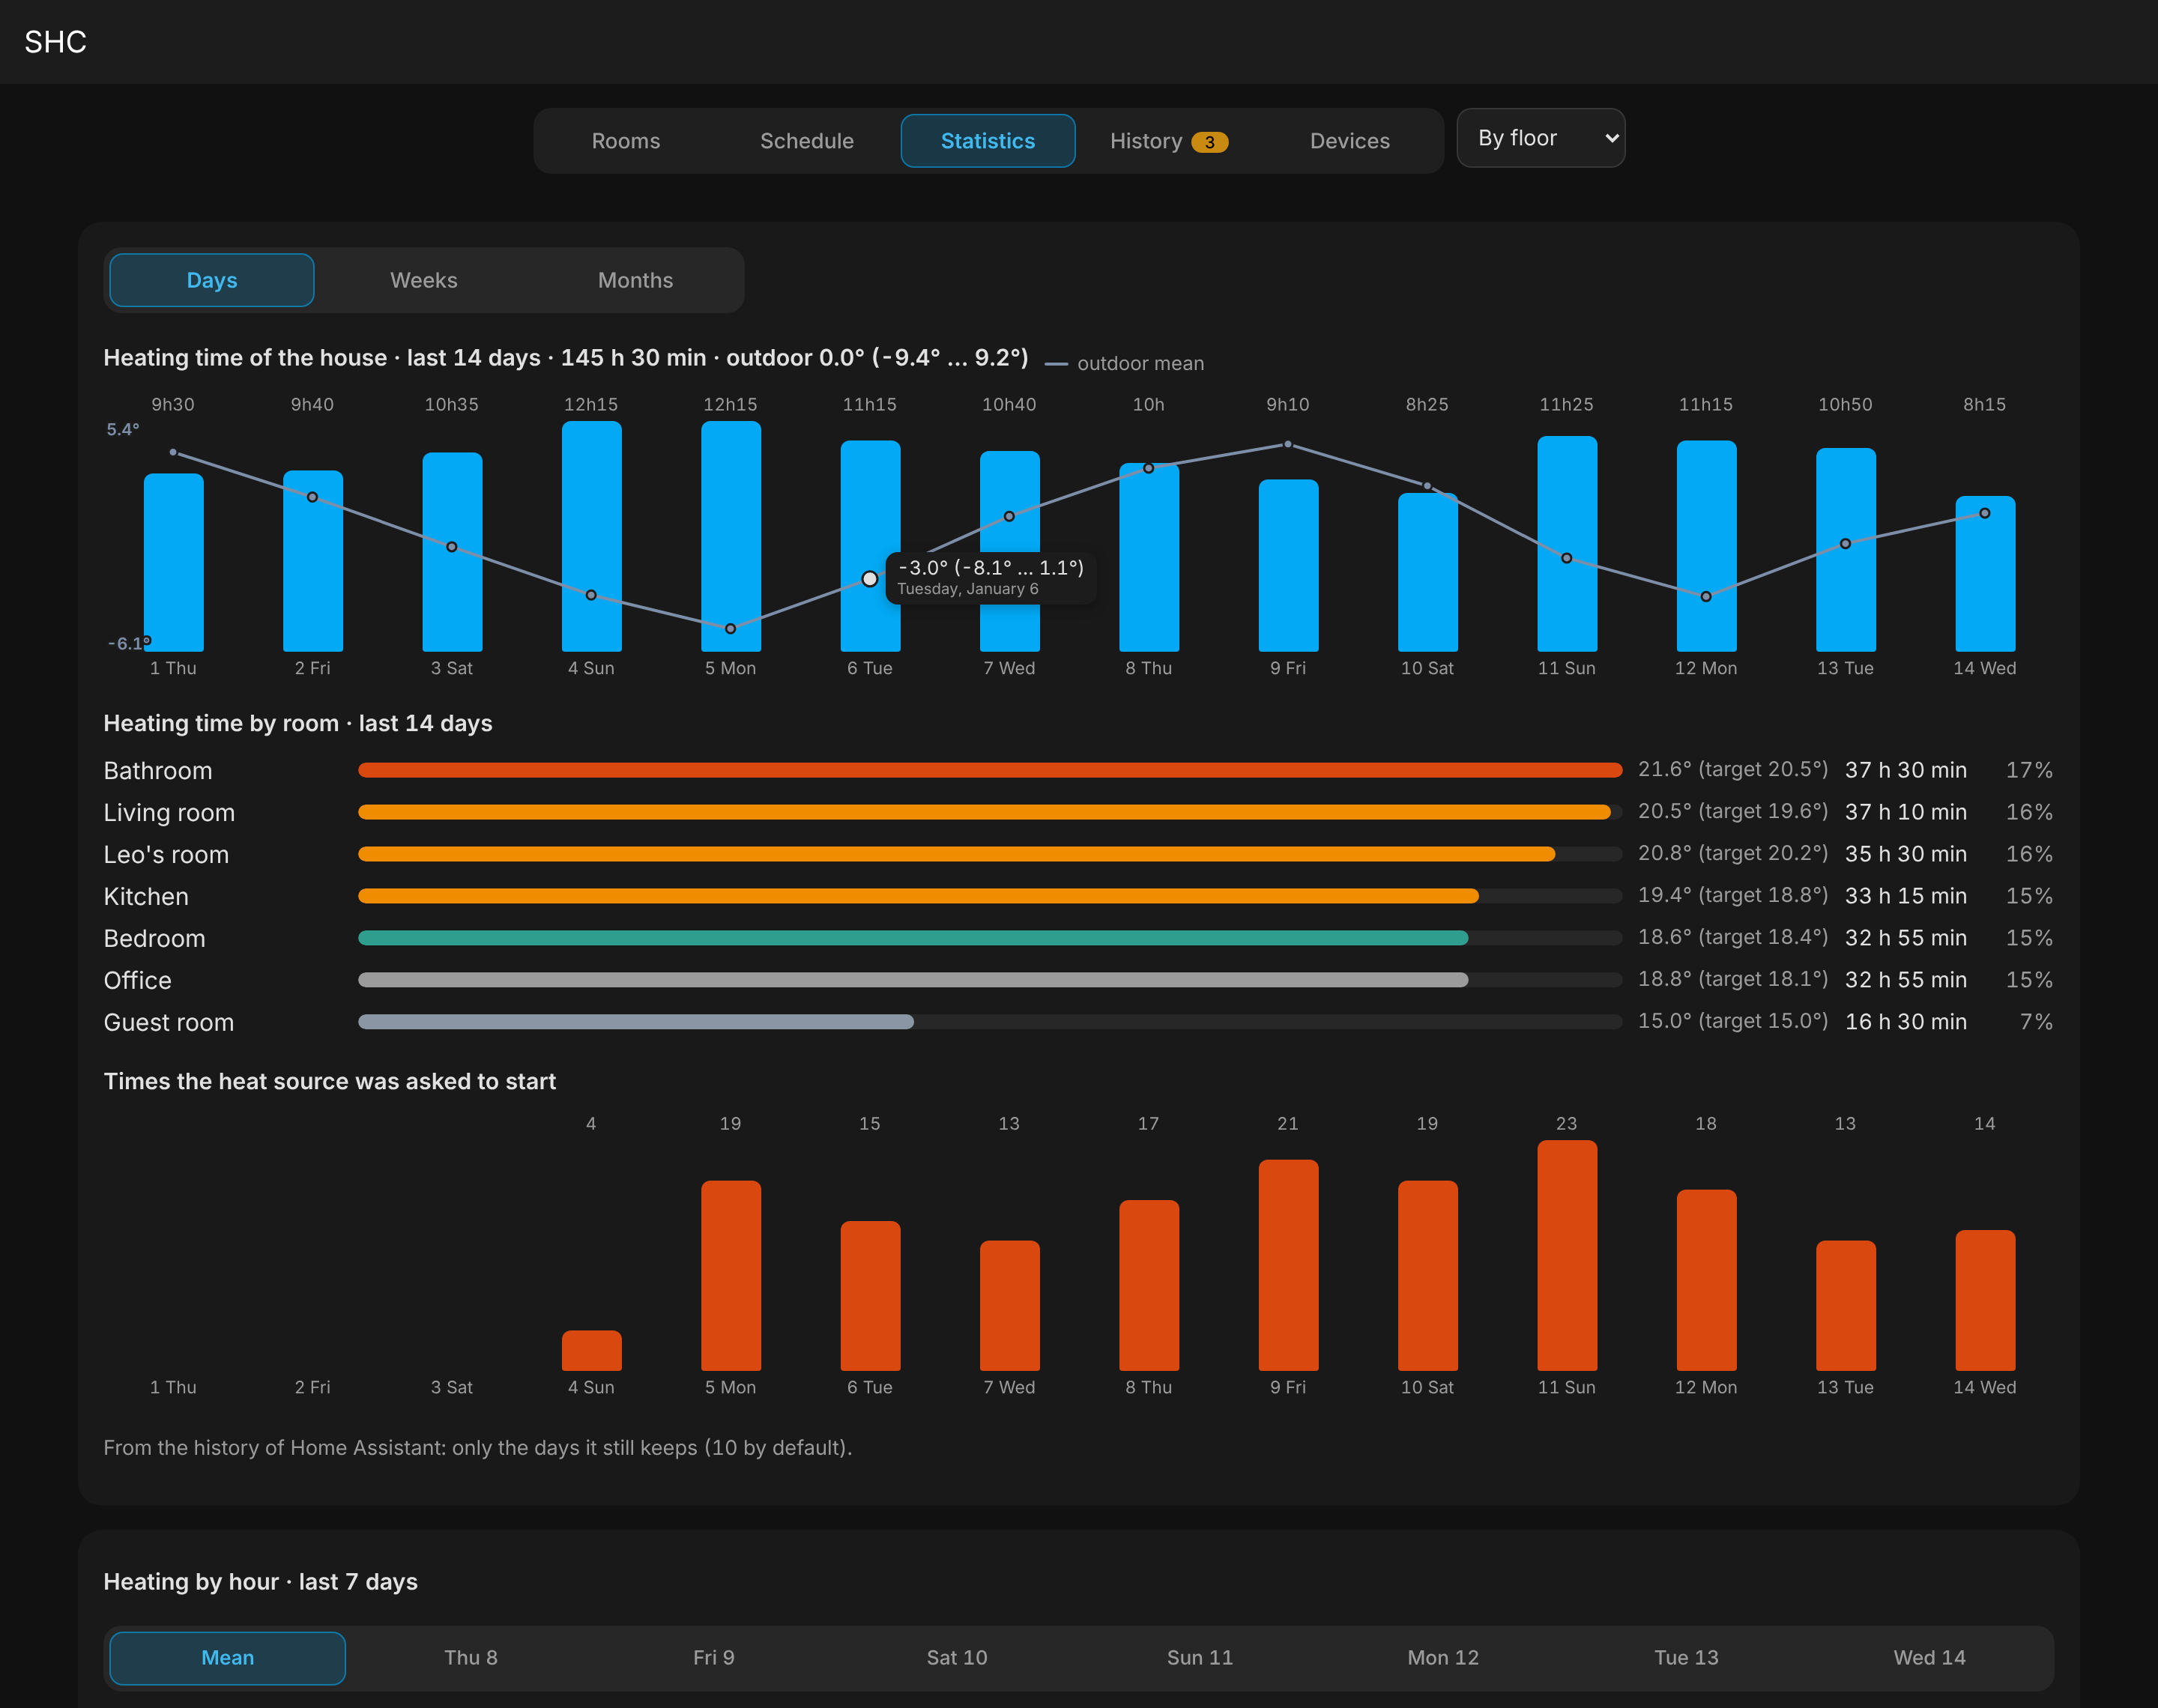 SHC
Rooms Schedule Statistics History 3 Devices By floor
Days Weeks Months
Heating time of the house · last 14 days · 145 h 30 min · outdoor 0.0° (-9.4° ... 9.2°) outdoor mean
9h30 9h40 10h35 12h15 12h15 11h15 10h40 10h 9h10 8h25 11h25 11h15 10h50 8h15
5.4°
-3.0° (-8.1° ... 1.1°)
Tuesday, January 6
-6.1°
1 Thu 2 Fri 3 Sat 4 Sun 5 Mon 6 Tue 7 Wed 8 Thu 9 Fri 10 Sat 11 Sun 12 Mon 13 Tue 14 Wed
Heating time by room · last 14 days
Bathroom 21.6° (target 20.5°) 37 h 30 min 17%
Living room 20.5° (target 19.6°) 37 h 10 min 16%
Leo's room 20.8° (target 20.2°) 35 h 30 min 16%
Kitchen 19.4° (target 18.8°) 33 h 15 min 15%
Bedroom 18.6° (target 18.4°) 32 h 55 min 15%
Office 18.8° (target 18.1°) 32 h 55 min 15%
Guest room 15.0° (target 15.0°) 16 h 30 min 7%
Times the heat source was asked to start
4 19 15 13 17 21 19 23 18 13 14
1 Thu 2 Fri 3 Sat 4 Sun 5 Mon 6 Tue 7 Wed 8 Thu 9 Fri 10 Sat 11 Sun 12 Mon 13 Tue 14 Wed
From the history of Home Assistant: only the days it still keeps (10 by default).
Heating by hour · last 7 days
Mean Thu 8 Fri 9 Sat 10 Sun 11 Mon 12 Tue 13 Wed 14